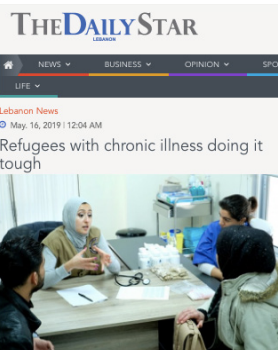 THE DAILY STAR
LEBANON
NEWS BUSINESS OPINION SPO
LIFE
Lebanon News
May. 16, 2019 | 12:04 AM
Refugees with chronic illness doing it
tough